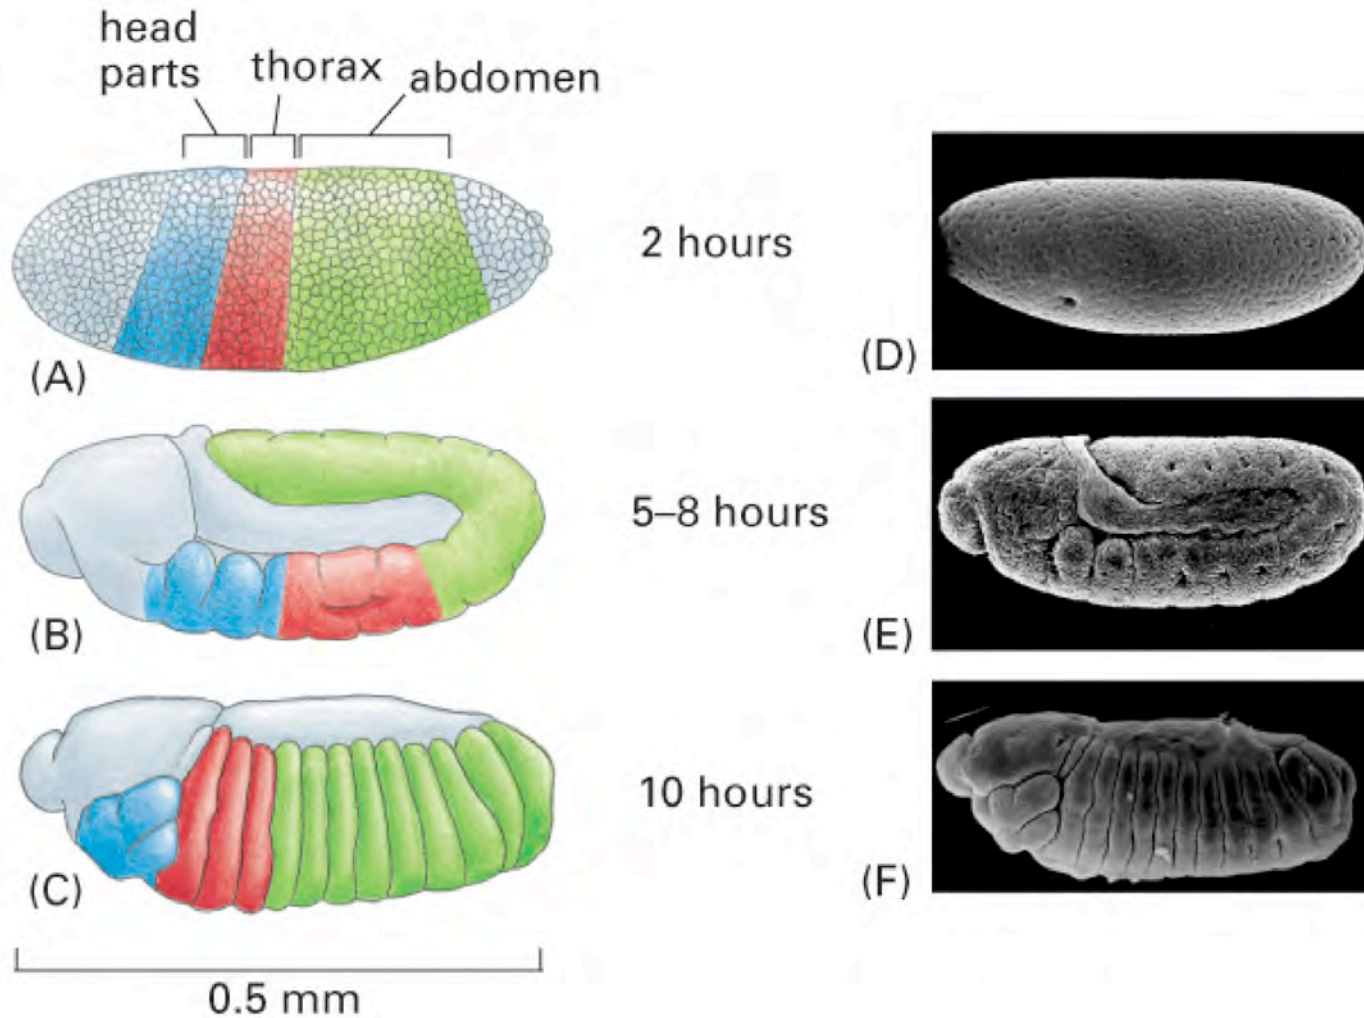 head
parts
thorax
abdomen
2 hours
(A)
(D)
5–8 hours
(B)
(E)
10 hours
(C)
(F)
0.5 mm